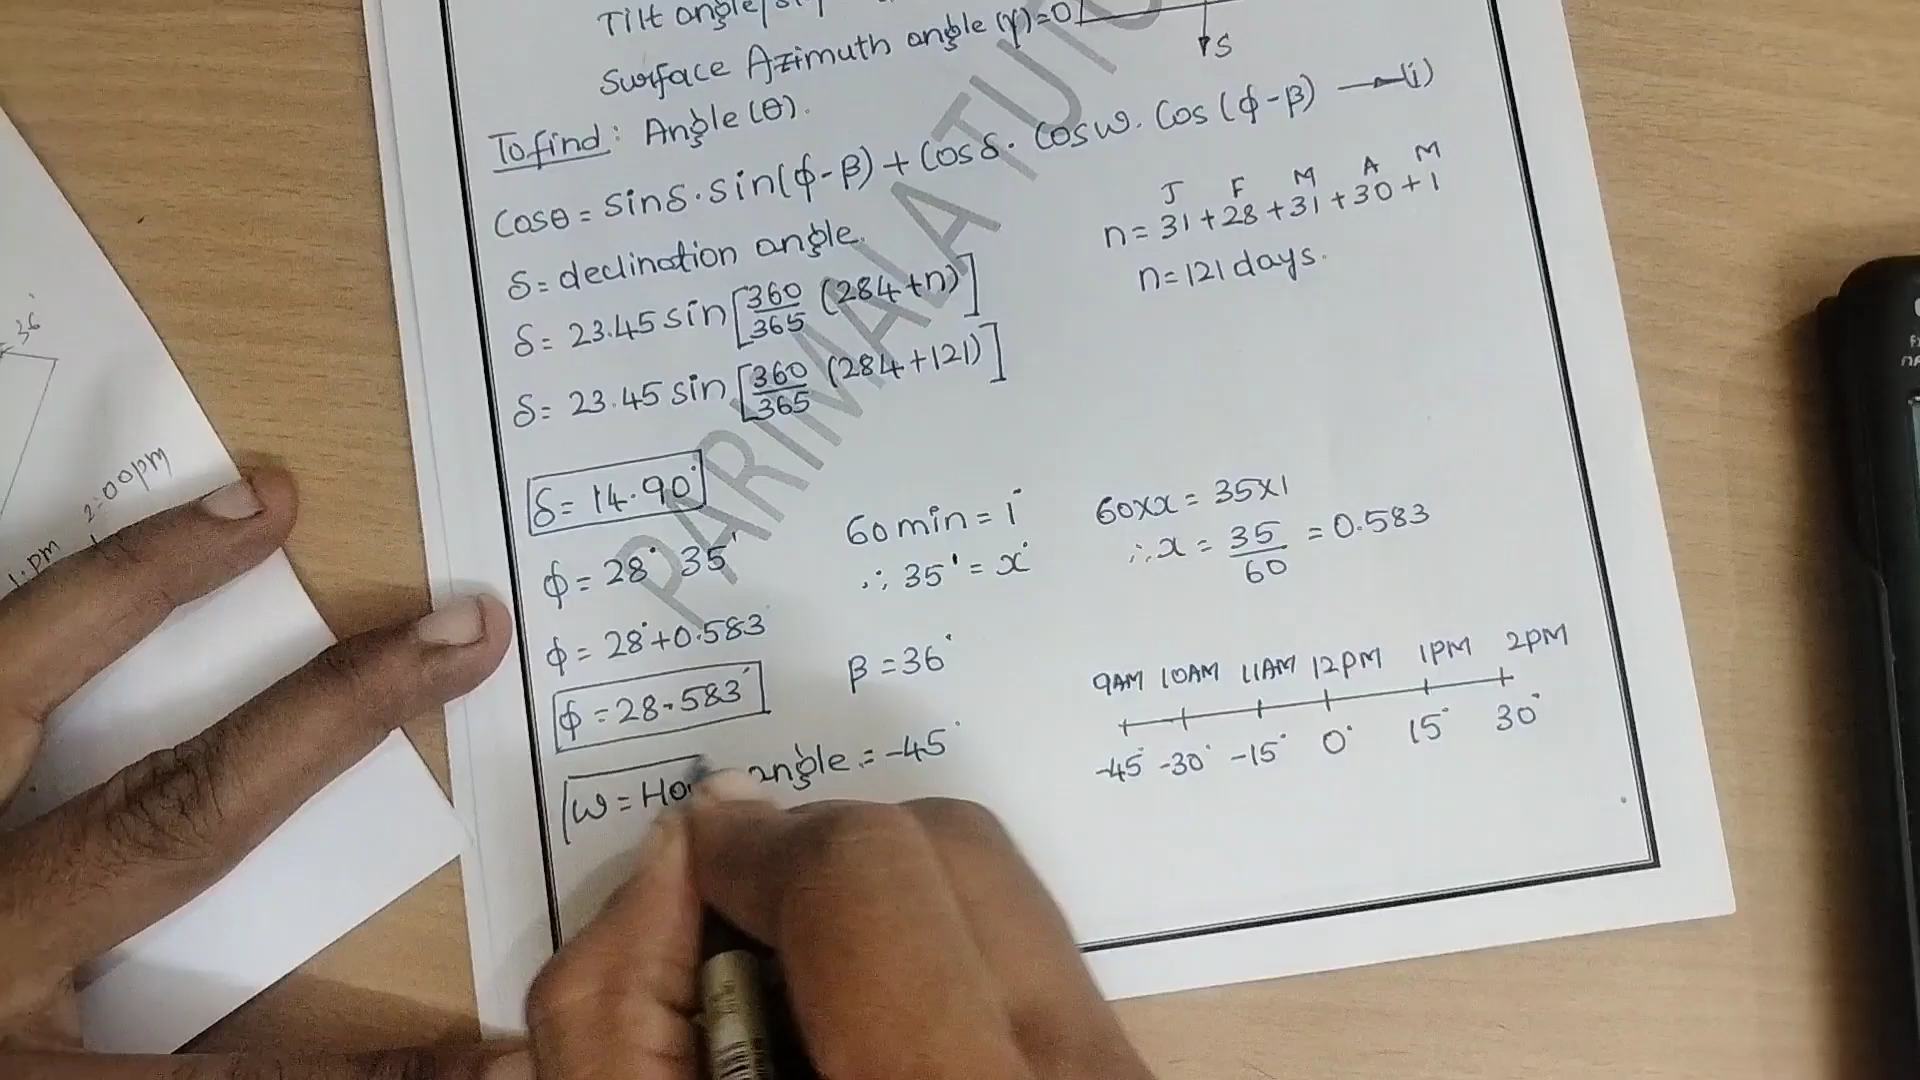 Tilt angle
Surface Azimuth angle (γ)=0
S
To find: Angle (θ).
Cosθ = sinδ·sin(ϕ-β) + Cosδ· Cosω. Cos (ϕ-β) —(i)
δ= declination angle.
J F M A M
n= 31 +28 +31 +30 +1
n=121 days.
δ= 23.45 sin [360/365 (284+n)]
δ= 23.45 sin [360/365 (284+121)]
δ= 14.90°
ϕ= 28° 35'
60 min = 1°
60×x = 35×1
∴ 35' = x°
∴x = 35/60 = 0.583
ϕ= 28°+0.583
β =36°
ϕ =28.583°
9AM 10AM 11AM 12PM 1PM 2PM
-45° -30° -15° 0° 15° 30°
ω = Ho angle = -45°
36°
2:00pm
1:pm
PARIMALA TU